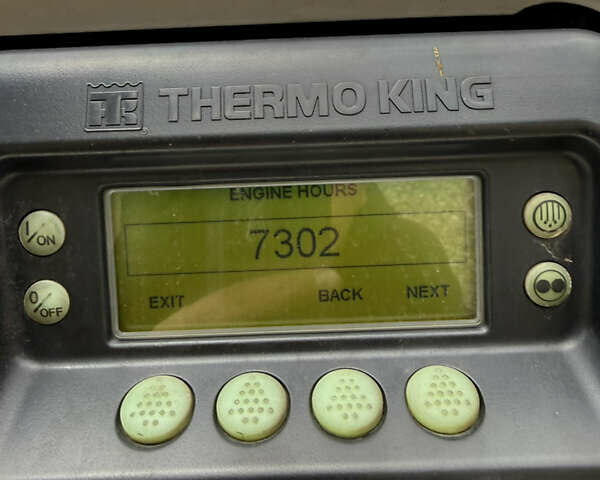 TK THERMO KING
ENGINE HOURS
I/ON
7302
0/OFF
EXIT BACK NEXT